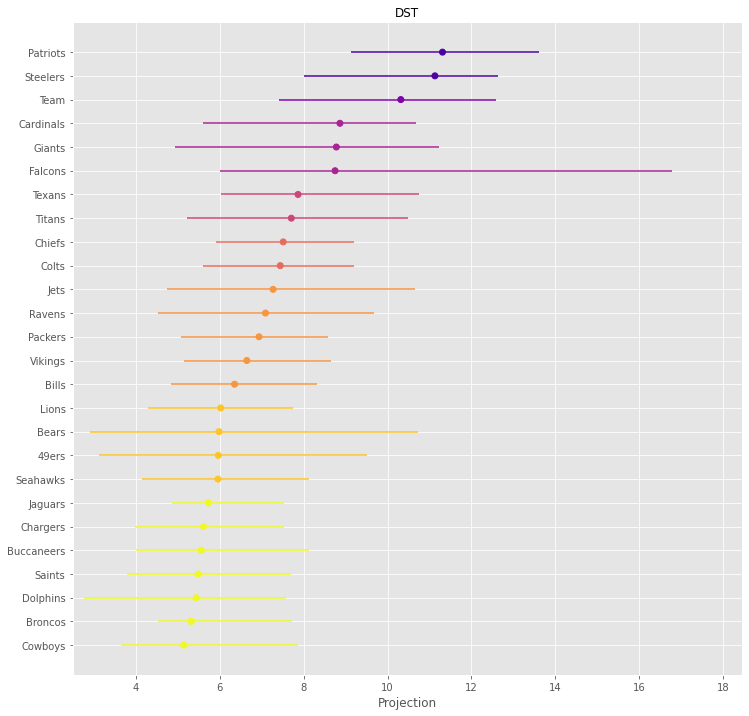 DST
Patriots
Steelers
Team
Cardinals
Giants
Falcons
Texans
Titans
Chiefs
Colts
Jets
Ravens
Packers
Vikings
Bills
Lions
Bears
49ers
Seahawks
Jaguars
Chargers
Buccaneers
Saints
Dolphins
Broncos
Cowboys
4 6 8 10 12 14 16 18
Projection